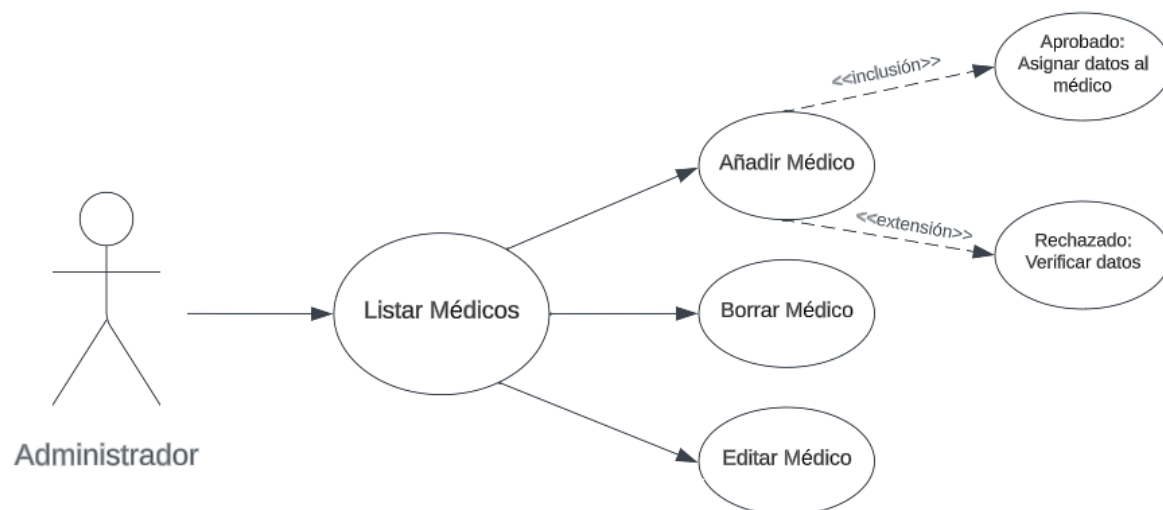 Aprobado:
Asignar datos al
médico
<<inclusión>>
Añadir Médico
<<extensión>>
Rechazado:
Verificar datos
Listar Médicos
Borrar Médico
Administrador
Editar Médico